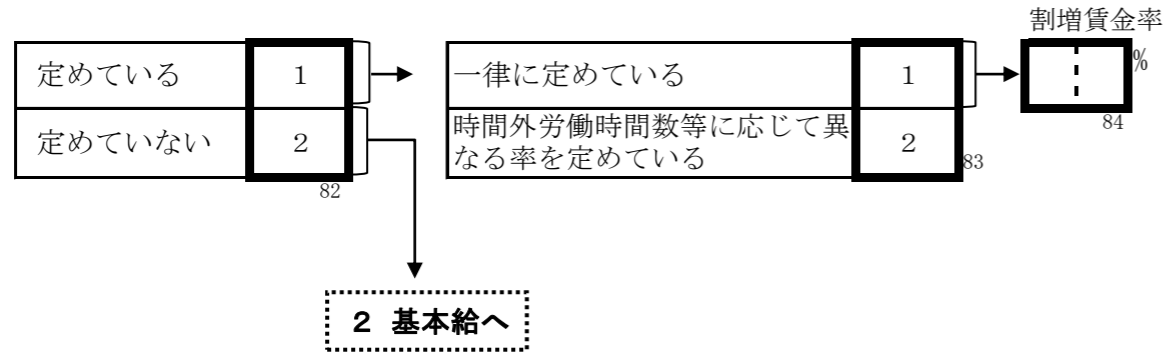 割増賃金率
定めている 1
一律に定めている 1
%
84
定めていない 2
時間外労働時間数等に応じて異
なる率を定めている 2
82
83
2 基本給へ